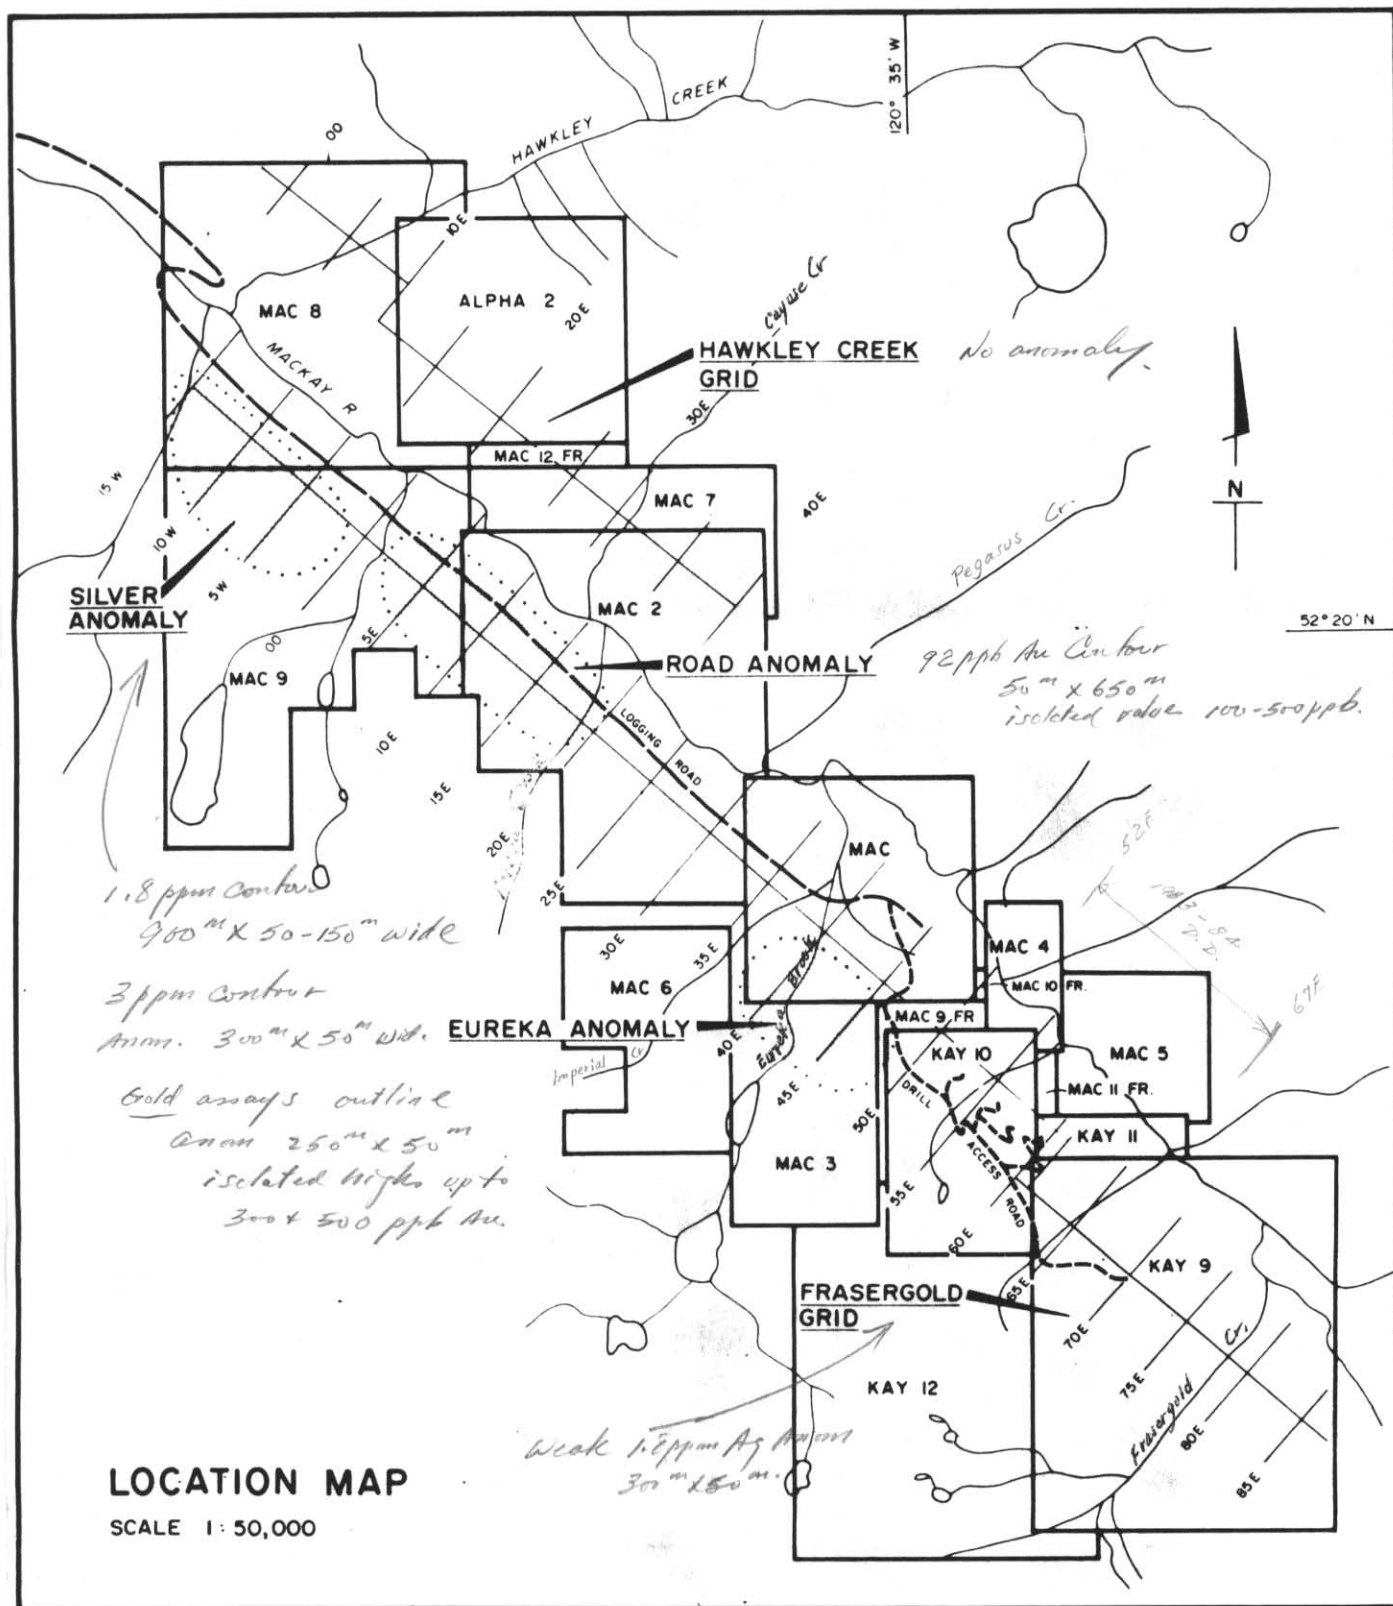 120° 35' W
CREEK
HAWKLEY
00
10E
MAC 8
ALPHA 2
20E
Cayuse Cr
HAWKLEY CREEK
GRID
No anomaly.
MACKAY R
30E
MAC 12 FR
MAC 7
40E
N
15 W
10 W
5 W
Pegasus Cr.
SILVER
ANOMALY
MAC 2
52°20'N
00
5E
ROAD ANOMALY
MAC 9
92 ppb Au Contour
50m x 650m
isolated values 100-500 ppb.
LOGGING
ROAD
10E
15E
20E
25E
MAC
52E
1.8 ppm contour
900m x 50-150m wide
1983-84
D.D.
67E
30E
35E
MAC 4
MAC 6
MAC 10 FR.
3 ppm Contour
Anom. 300m x 50m wid.
EUREKA ANOMALY
Eureka Brook
40E
MAC 9 FR
KAY 10
MAC 5
Imperial Cr
45E
DRILL
ACCESS
ROAD
MAC 11 FR.
Gold assays outline
Anom 250m x 50m
isolated highs up to
300 + 500 ppb Au.
50E
KAY 11
MAC 3
55E
60E
65E
KAY 9
FRASERGOLD
GRID
70E
75E
80E
85E
Frasergold Cr.
KAY 12
Weak ppm Ag Anom
300m x 50m.
LOCATION MAP
SCALE 1:50,000